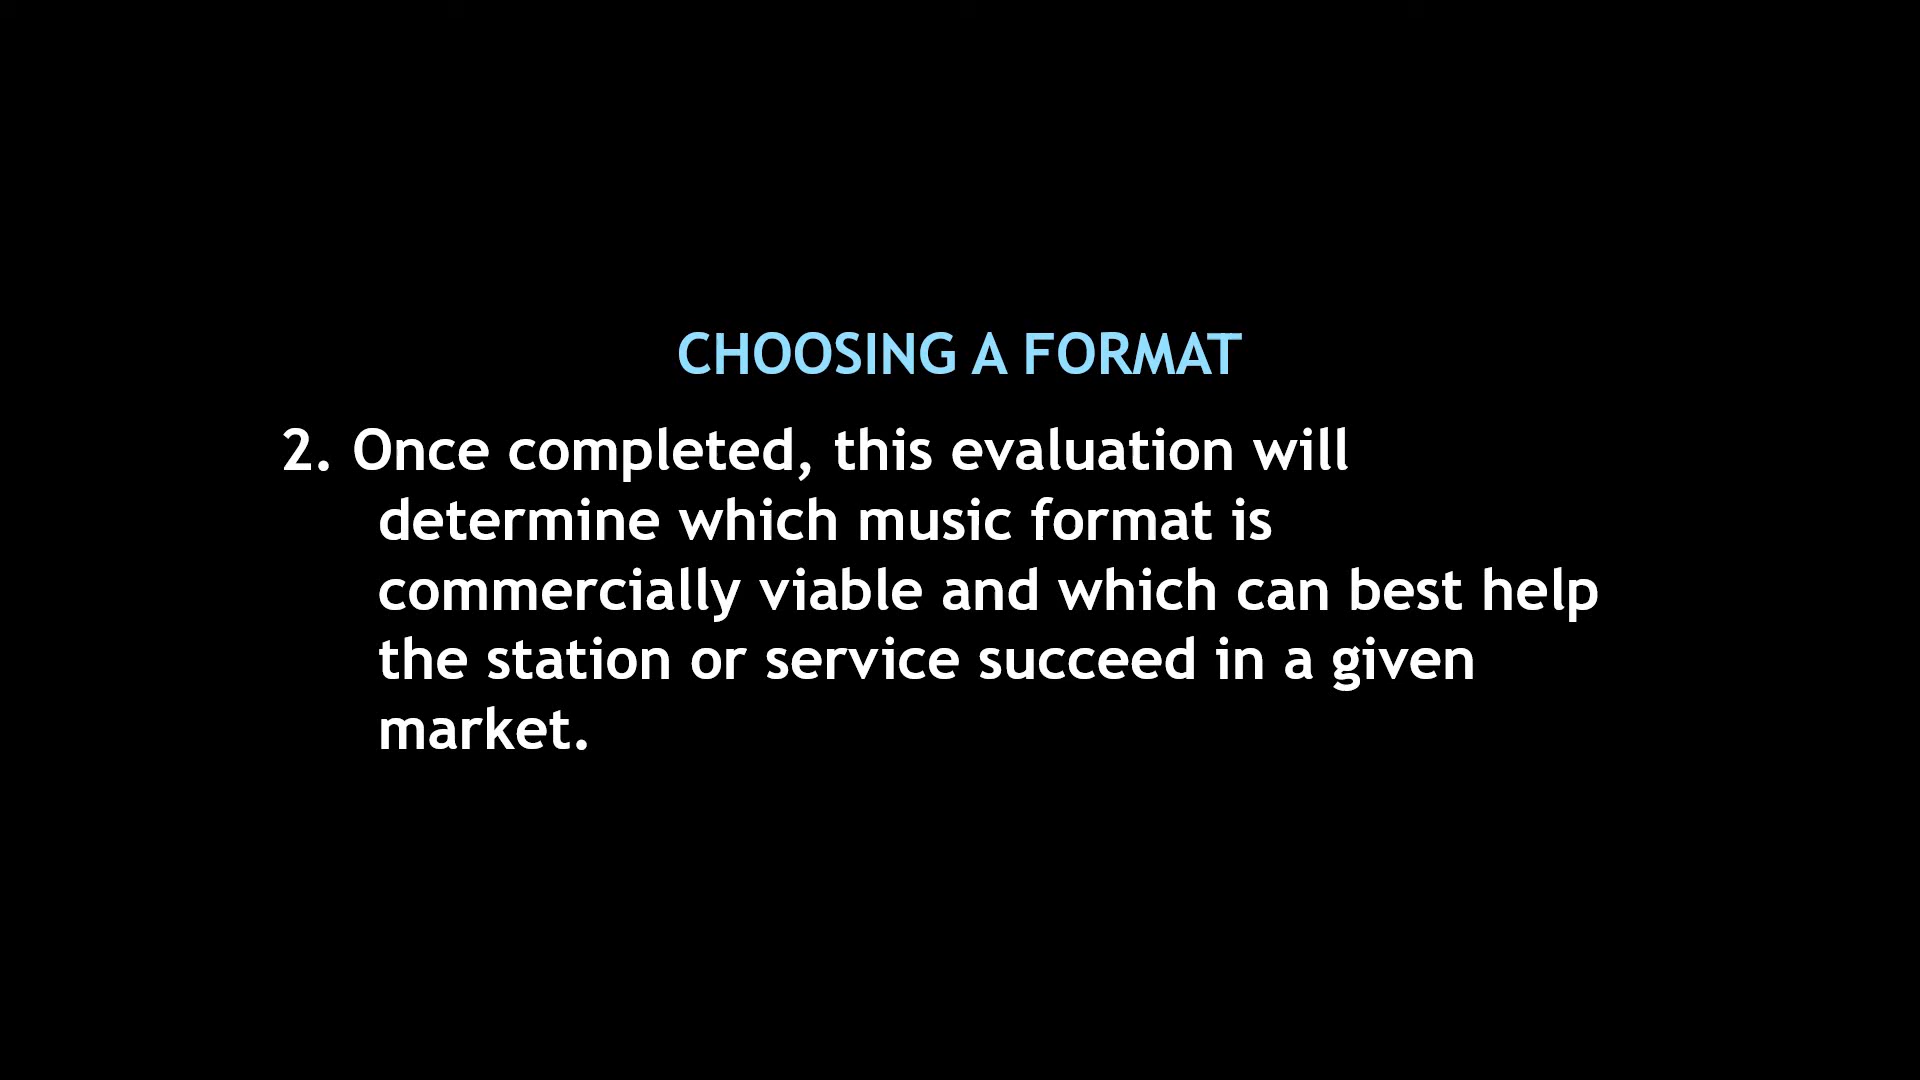 CHOOSING A FORMAT
2. Once completed, this evaluation will
determine which music format is
commercially viable and which can best help
the station or service succeed in a given
market.